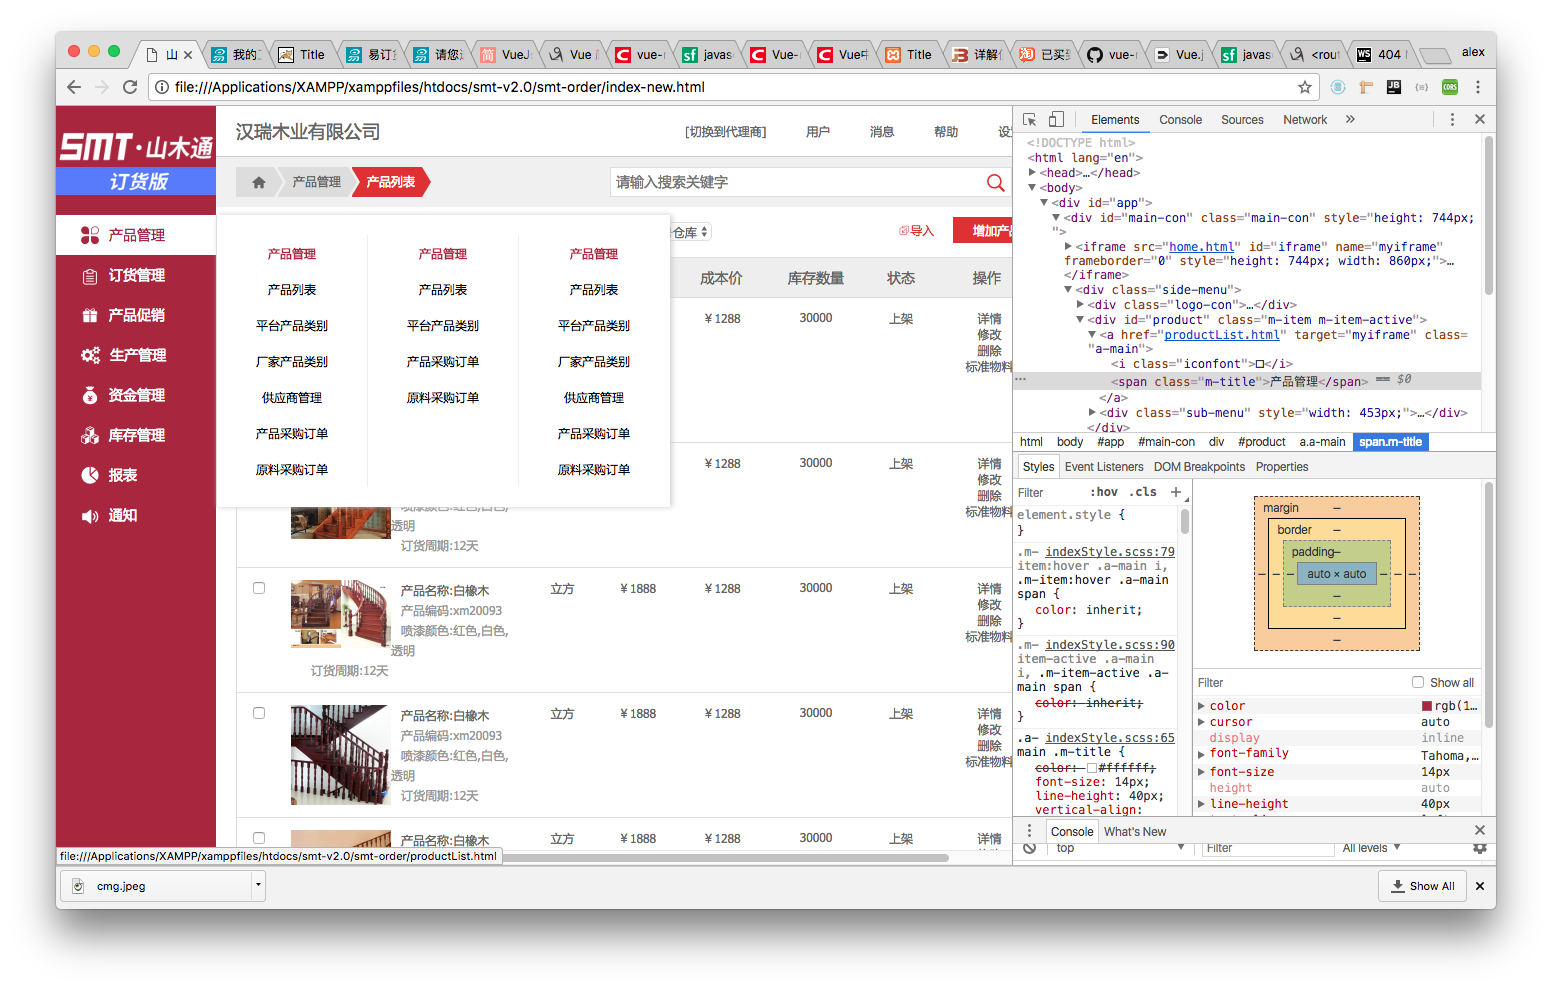 山
我的工
Title
易订货
请您
VueJ
Vue
vue-r
javas
Vue-
Vue中
Title
详解
已买
vue-r
Vue.j
javas
<rout
404
alex
file:///Applications/XAMPP/xamppfiles/htdocs/smt-v2.0/smt-order/index-new.html
SMT·山木通
订货版
汉瑞木业有限公司
[切换到代理商]
用户
消息
帮助
产品管理
产品列表
请输入搜索关键字
产品管理
订货管理
产品促销
生产管理
资金管理
库存管理
报表
通知
仓库
导入
增加产品
产品管理 产品管理 产品管理
产品列表 产品列表 产品列表
平台产品类别 平台产品类别 平台产品类别
厂家产品类别 产品采购订单 厂家产品类别
供应商管理 原料采购订单 供应商管理
产品采购订单 产品采购订单
原料采购订单 原料采购订单
成本价 库存数量 状态 操作
¥1288 30000 上架 详情
修改
删除
标准物料
¥1288 30000 上架 详情
修改
删除
标准物料
喷漆颜色:红色,白色,
透明
订货周期:12天
产品名称:白橡木 立方 ¥1888 ¥1288 30000 上架 详情
产品编码:xm20093 修改
喷漆颜色:红色,白色, 删除
透明 标准物料
订货周期:12天
产品名称:白橡木 立方 ¥1888 ¥1288 30000 上架 详情
产品编码:xm20093 修改
喷漆颜色:红色,白色, 删除
透明 标准物料
订货周期:12天
产品名称:白橡木 立方 ¥1888 ¥1288 30000 上架 详情
file:///Applications/XAMPP/xamppfiles/htdocs/smt-v2.0/smt-order/productList.html
cmg.jpeg
Show All
Elements Console Sources Network »
<!DOCTYPE html>
<html lang="en">
<head>…</head>
<body>
<div id="app">
<div id="main-con" class="main-con" style="height: 744px;
">
<iframe src="home.html" id="iframe" name="myiframe"
frameborder="0" style="height: 744px; width: 860px;">…
</iframe>
<div class="side-menu">
<div class="logo-con">…</div>
<div id="product" class="m-item m-item-active">
<a href="productList.html" target="myiframe" class=
"a-main">
<i class="iconfont">□</i>
<span class="m-title">产品管理</span> == $0
</a>
<div class="sub-menu" style="width: 453px;">…</div>
</div>
html body #app #main-con div #product a.a-main span.m-title
Styles Event Listeners DOM Breakpoints Properties
Filter :hov .cls +
element.style {
}
.m- indexStyle.scss:79
item:hover .a-main i,
.m-item:hover .a-main
span {
color: inherit;
}
.m- indexStyle.scss:90
item-active .a-main
i, .m-item-active .a-
main span {
color: inherit;
}
.a- indexStyle.scss:65
main .m-title {
color: #ffffff;
font-size: 14px;
line-height: 40px;
vertical-align:
margin –
border –
padding–
– – – auto × auto – – –
–
–
–
Filter Show all
color rgb(1…
cursor auto
display inline
font-family Tahoma,…
font-size 14px
height auto
line-height 40px
Console What's New
top Filter All levels